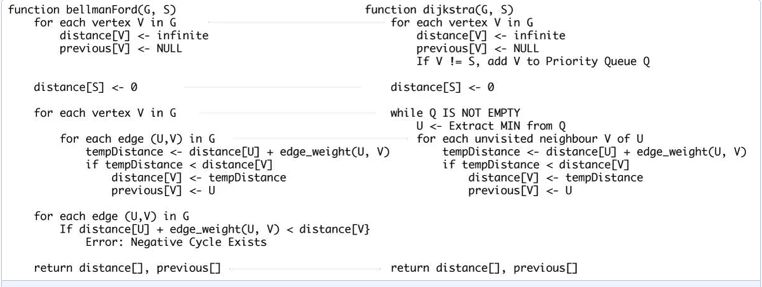 function bellmanFord(G, S)
    for each vertex V in G
        distance[V] <- infinite
        previous[V] <- NULL

    distance[S] <- 0

    for each vertex V in G

        for each edge (U,V) in G
            tempDistance <- distance[U] + edge_weight(U, V)
            if tempDistance < distance[V]
                distance[V] <- tempDistance
                previous[V] <- U

    for each edge (U,V) in G
        If distance[U] + edge_weight(U, V) < distance[V}
            Error: Negative Cycle Exists

    return distance[], previous[]

function dijkstra(G, S)
    for each vertex V in G
        distance[V] <- infinite
        previous[V] <- NULL
        If V != S, add V to Priority Queue Q

    distance[S] <- 0

    while Q IS NOT EMPTY
        U <- Extract MIN from Q
        for each unvisited neighbour V of U
            tempDistance <- distance[U] + edge_weight(U, V)
            if tempDistance < distance[V]
                distance[V] <- tempDistance
                previous[V] <- U

    return distance[], previous[]